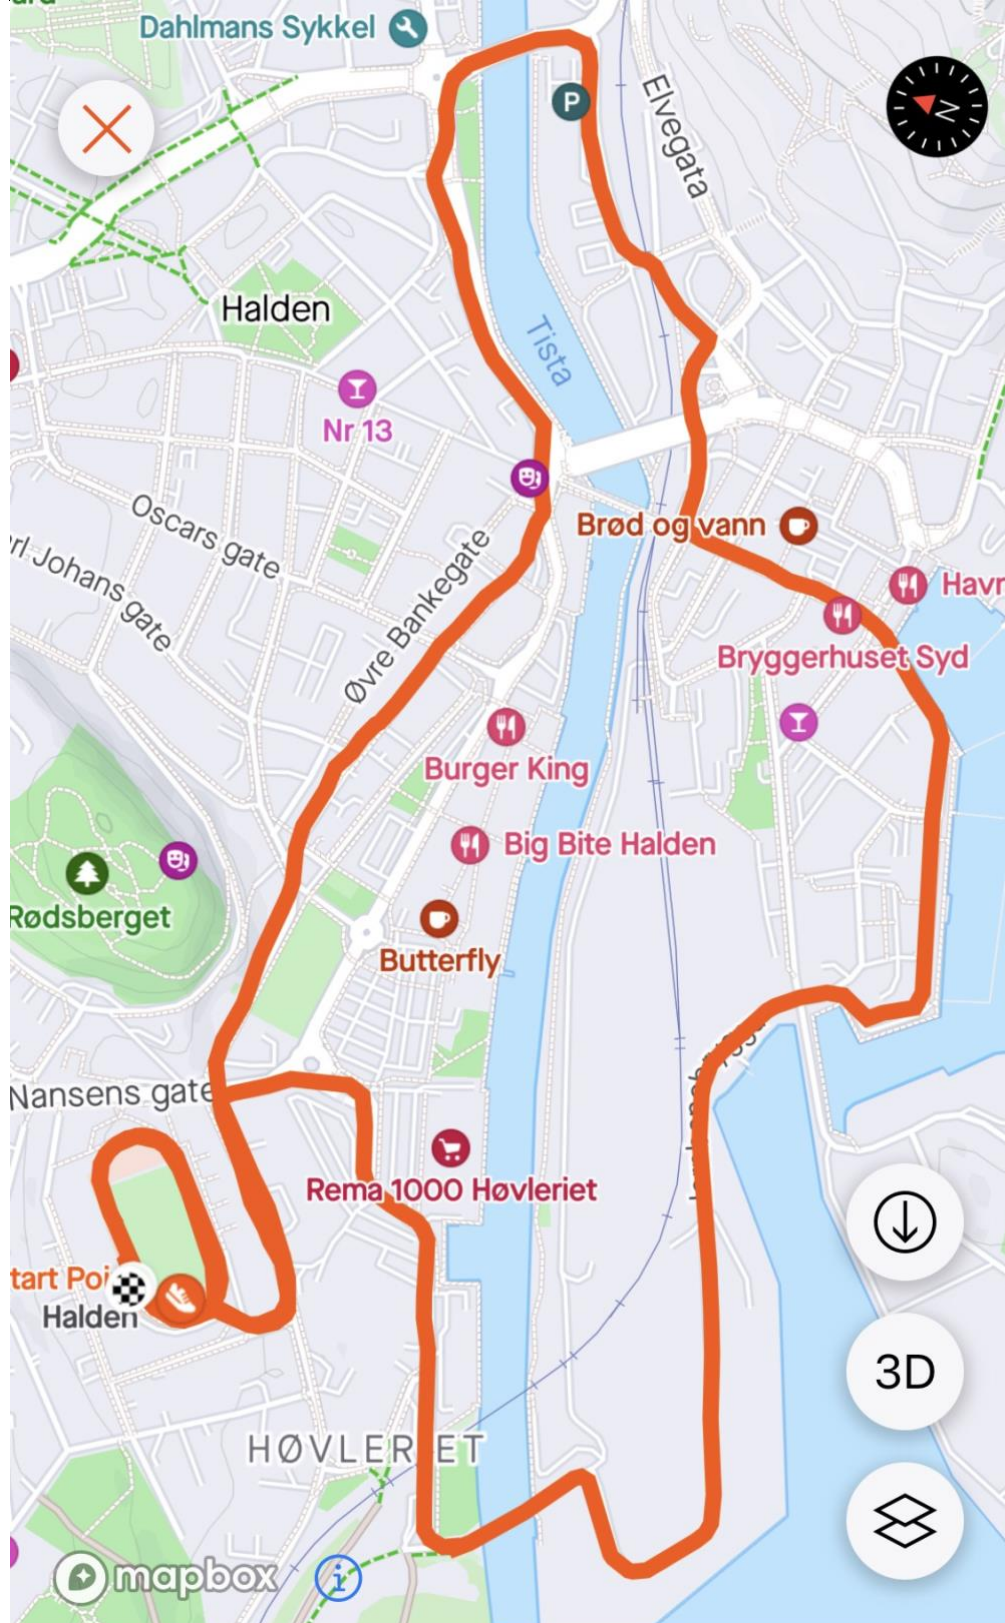 Dahlmans Sykkel
P
Elvegata
N
Halden
Tista
Nr 13
Oscars gate
rl Johans gate
Brød og vann
Havr
Øvre Bankegate
Bryggerhuset Syd
Burger King
Big Bite Halden
Rødsberget
Butterfly
Nansens gate
Rema 1000 Høvleriet
tart Poi
Halden
3D
HØVLERIET
mapbox
i